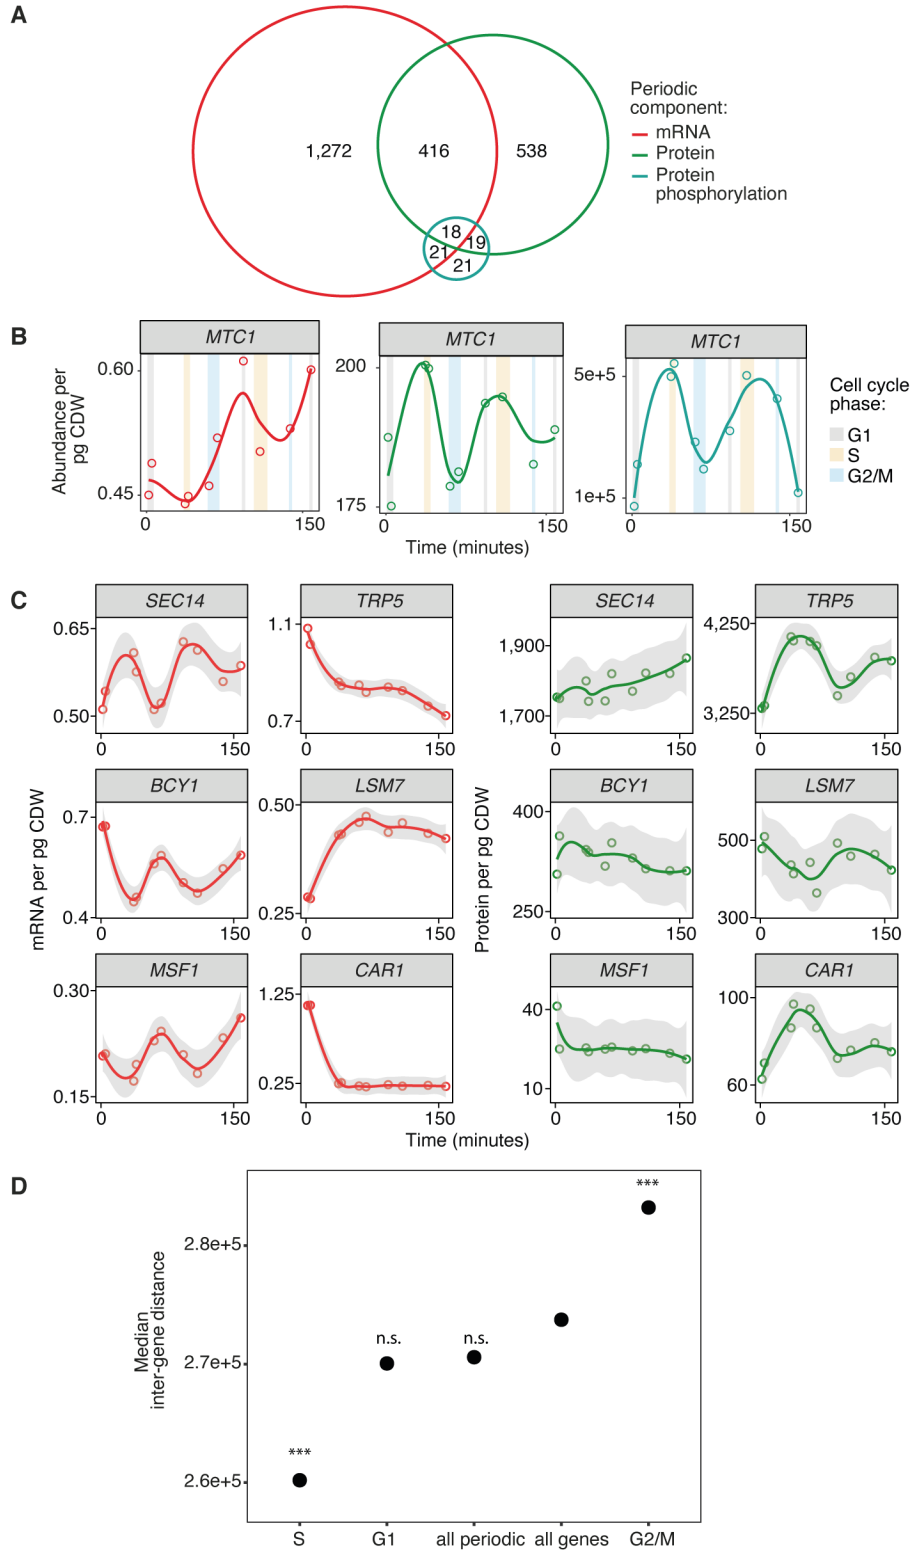 A
1,272
416
538
18
19
21
21
Periodic
component:
mRNA
Protein
Protein
phosphorylation
B
MTC1
MTC1
MTC1
Abundance per
pg CDW
0.60
0.45
0
150
200
175
0
150
5e+5
1e+5
0
150
Time (minutes)
Cell cycle
phase:
G1
S
G2/M
C
SEC14
TRP5
SEC14
TRP5
0.65
0.50
0
150
1.1
0.7
0
150
1,900
1,700
0
150
4,250
3,250
0
150
mRNA per pg CDW
Protein per pg CDW
BCY1
LSM7
BCY1
LSM7
0.7
0.4
0
150
0.50
0.25
0
150
400
250
0
150
500
300
0
150
MSF1
CAR1
MSF1
CAR1
0.30
0.15
0
150
1.25
0.25
0
150
40
10
0
150
100
60
0
150
Time (minutes)
D
Median
inter-gene distance
2.8e+5
2.7e+5
2.6e+5
***
n.s.
n.s.
***
S
G1
all periodic
all genes
G2/M